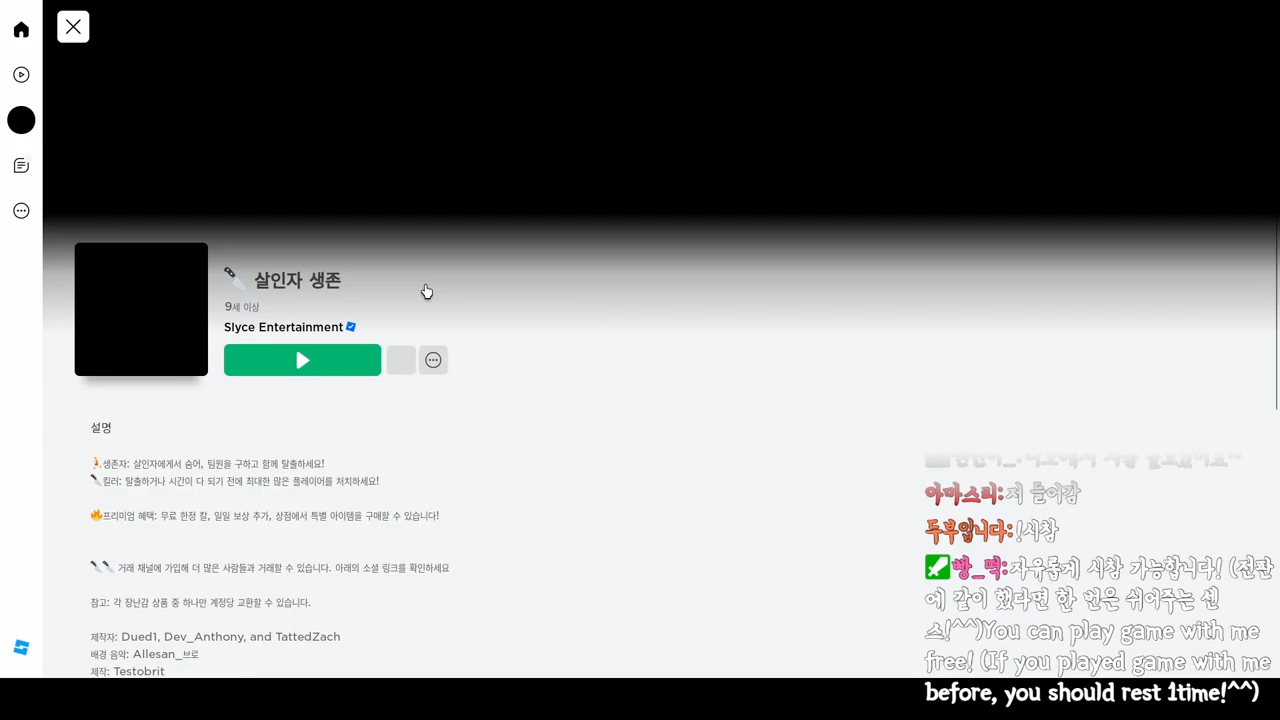 🔪 살인자 생존
9세 이상
Slyce Entertainment
설명
🏃생존자: 살인자에게서 숨어, 팀원을 구하고 함께 탈출하세요!
🔪킬러: 탈출하거나 시간이 다 되기 전에 최대한 많은 플레이어를 처치하세요!
🔥프리미엄 혜택: 무료 한정 칼, 일일 보상 추가, 상점에서 특별 아이템을 구매할 수 있습니다!
🔪🔪 거래 채널에 가입해 더 많은 사람들과 거래할 수 있습니다. 아래의 소셜 링크를 확인하세요
참고: 각 장난감 상품 중 하나만 계정당 교환할 수 있습니다.
제작자: Dued1, Dev_Anthony, and TattedZach
배경 음악: Allesan_브로
제작: Testobrit
아마스피:저 들어감
두부입니다:!시참
빵_떡:자유롭게 시참 가능합니다! (전판
에 같이 했다면 한 번은 쉬어주는 센
스!^^)You can play game with me
free! (If you played game with me
before, you should rest 1time!^^)